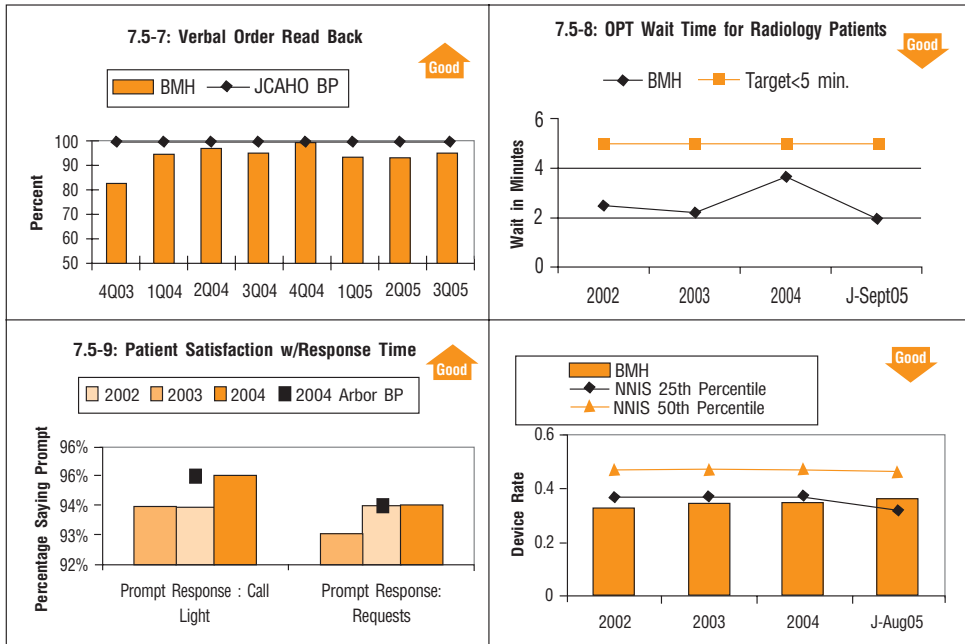 7.5-7: Verbal Order Read Back
Good
BMH JCAHO BP
Percent
100
90
80
70
60
50
4Q03 1Q04 2Q04 3Q04 4Q04 1Q05 2Q05 3Q05
7.5-8: OPT Wait Time for Radiology Patients
Good
BMH Target<5 min.
Wait in Minutes
6
4
2
0
2002 2003 2004 J-Sept05
7.5-9: Patient Satisfaction w/Response Time
Good
2002 2003 2004 2004 Arbor BP
Percentage Saying Prompt
96%
96%
94%
93%
92%
Prompt Response : Call
Light
Prompt Response:
Requests
Good
BMH
NNIS 25th Percentile
NNIS 50th Percentile
Device Rate
0.6
0.4
0.2
0
2002 2003 2004 J-Aug05